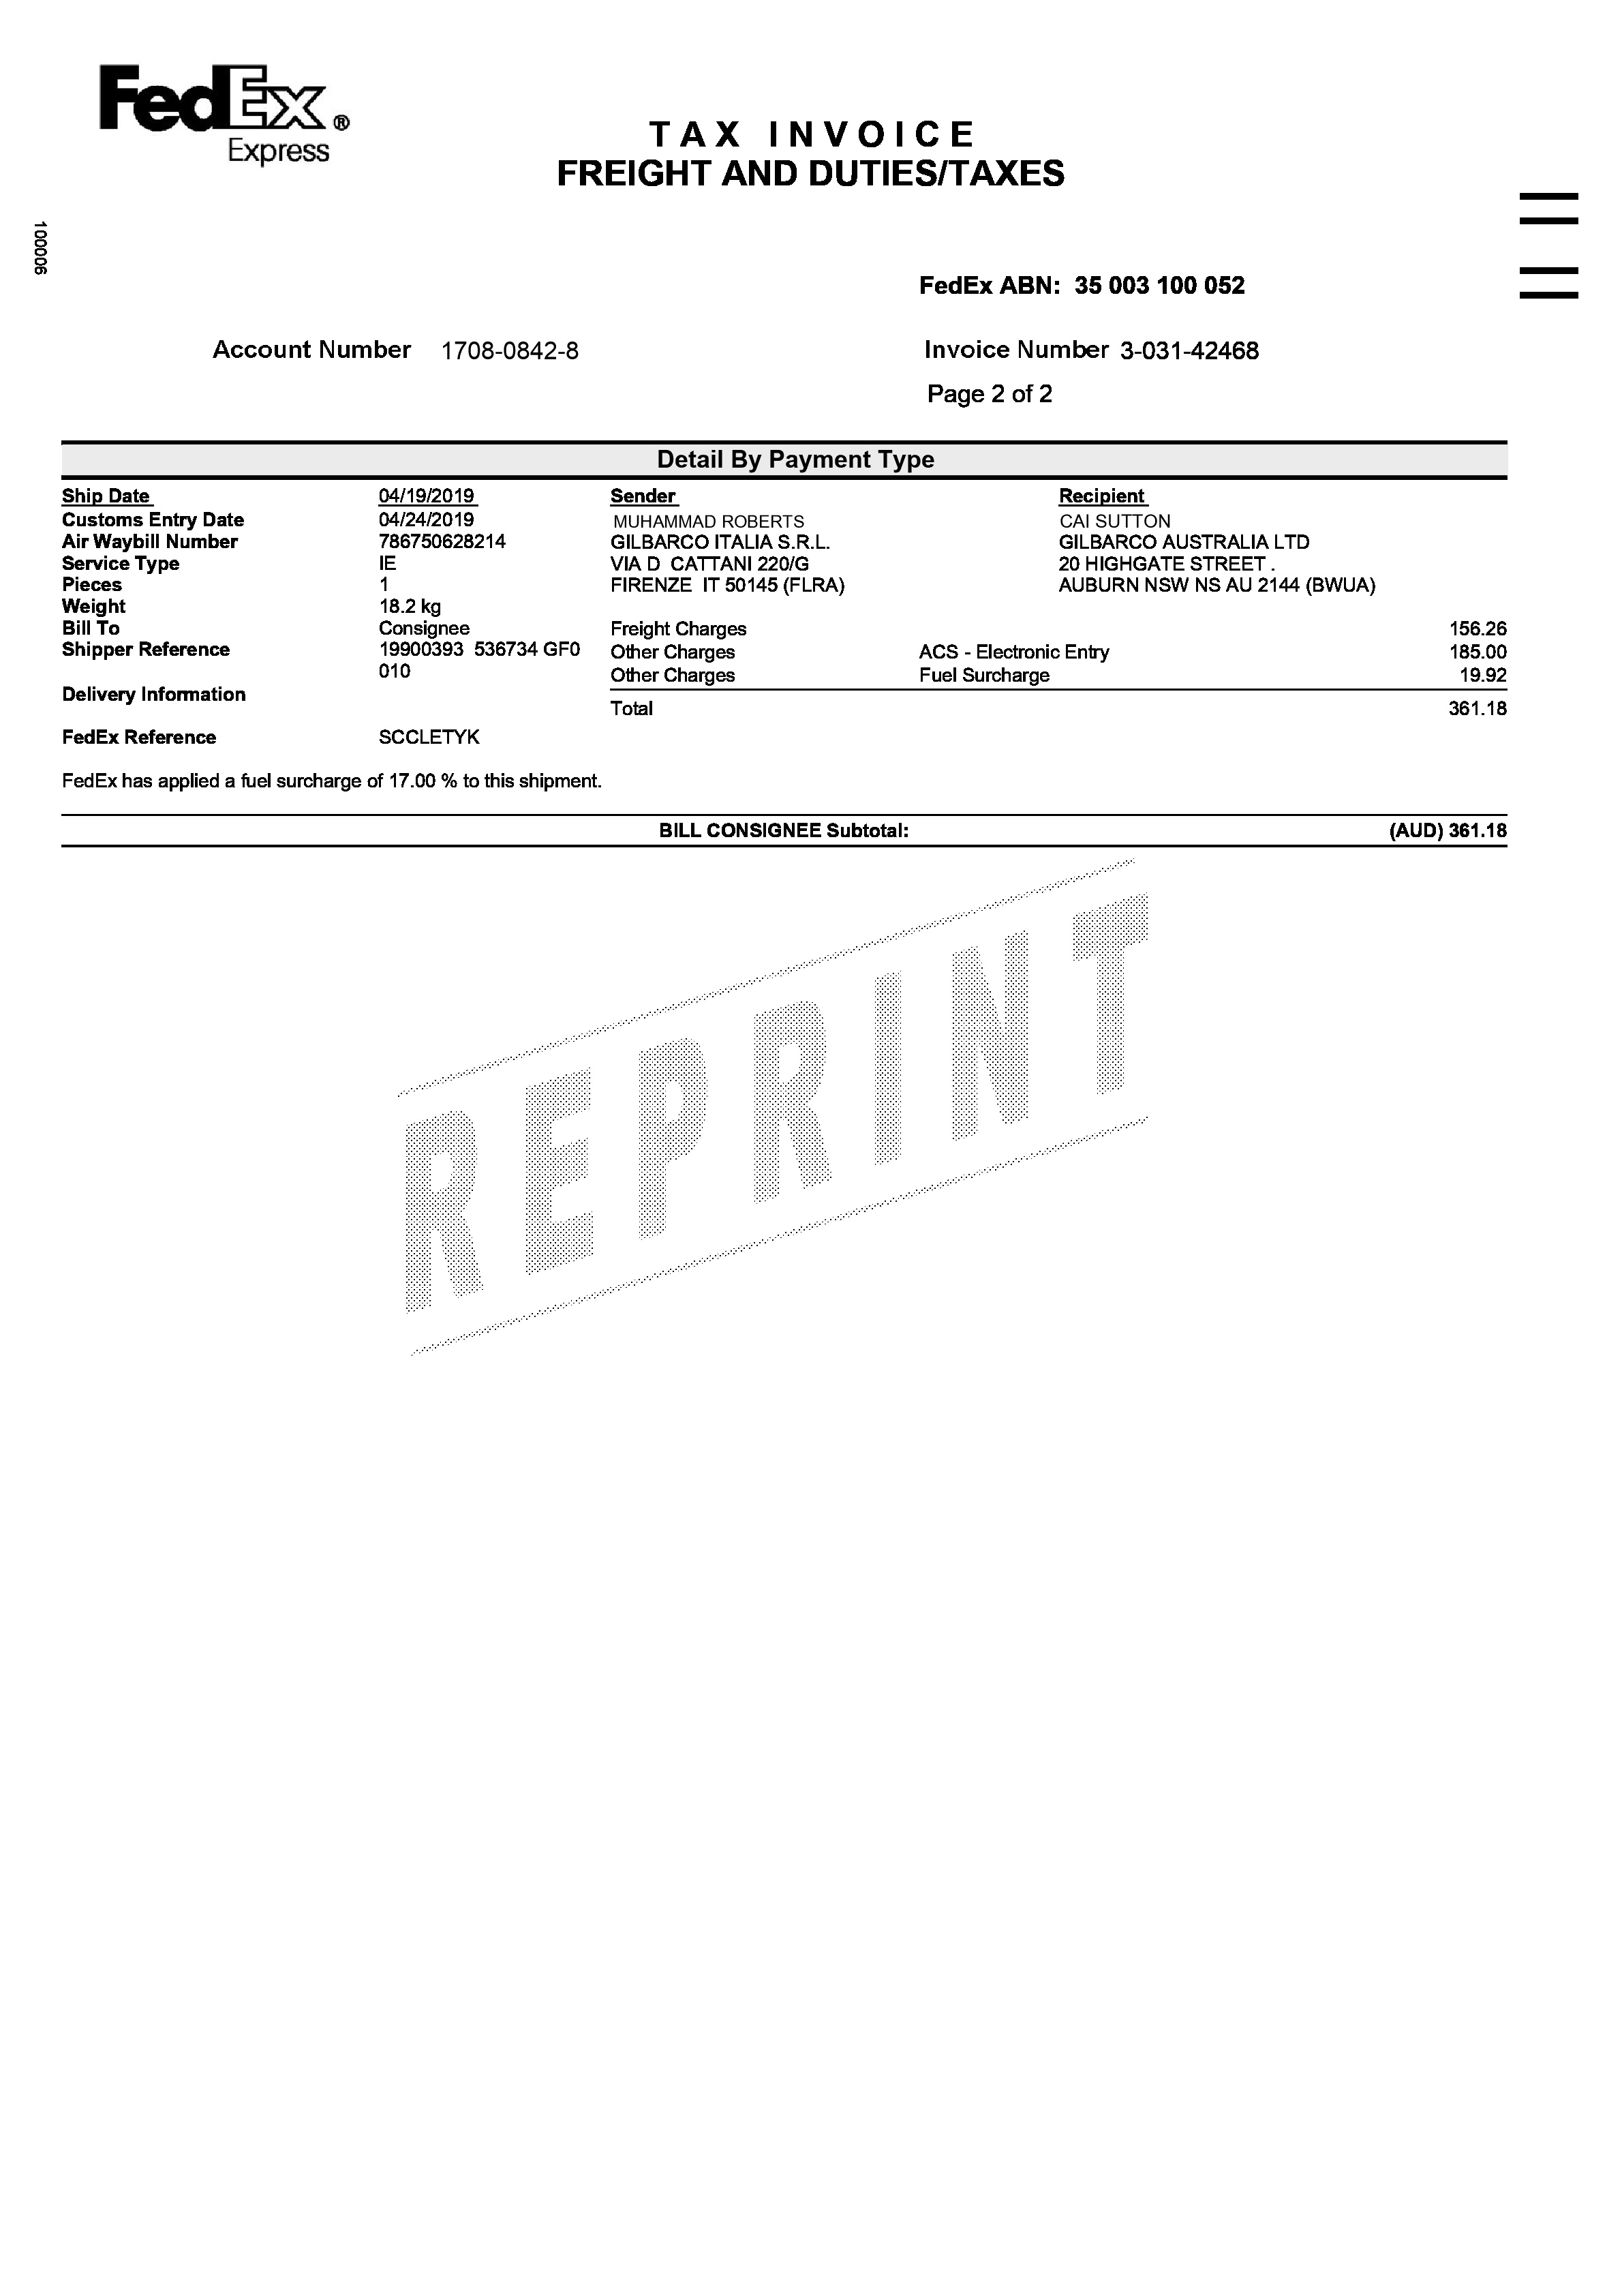 FedEx®
Express
TAX INVOICE
FREIGHT AND DUTIES/TAXES
100006
FedEx ABN: 35 003 100 052
Account Number 1708-0842-8
Invoice Number 3-031-42468
Page 2 of 2
Detail By Payment Type
Ship Date 04/19/2019
Customs Entry Date 04/24/2019
Air Waybill Number 786750628214
Service Type IE
Pieces 1
Weight 18.2 kg
Bill To Consignee
Shipper Reference 19900393 536734 GF0
010
Delivery Information
FedEx Reference SCCLETYK
Sender
MUHAMMAD ROBERTS
GILBARCO ITALIA S.R.L.
VIA D CATTANI 220/G
FIRENZE IT 50145 (FLRA)
Recipient
CAI SUTTON
GILBARCO AUSTRALIA LTD
20 HIGHGATE STREET .
AUBURN NSW NS AU 2144 (BWUA)
Freight Charges 156.26
Other Charges ACS - Electronic Entry 185.00
Other Charges Fuel Surcharge 19.92
Total 361.18
FedEx has applied a fuel surcharge of 17.00 % to this shipment.
BILL CONSIGNEE Subtotal: (AUD) 361.18
REPRINT